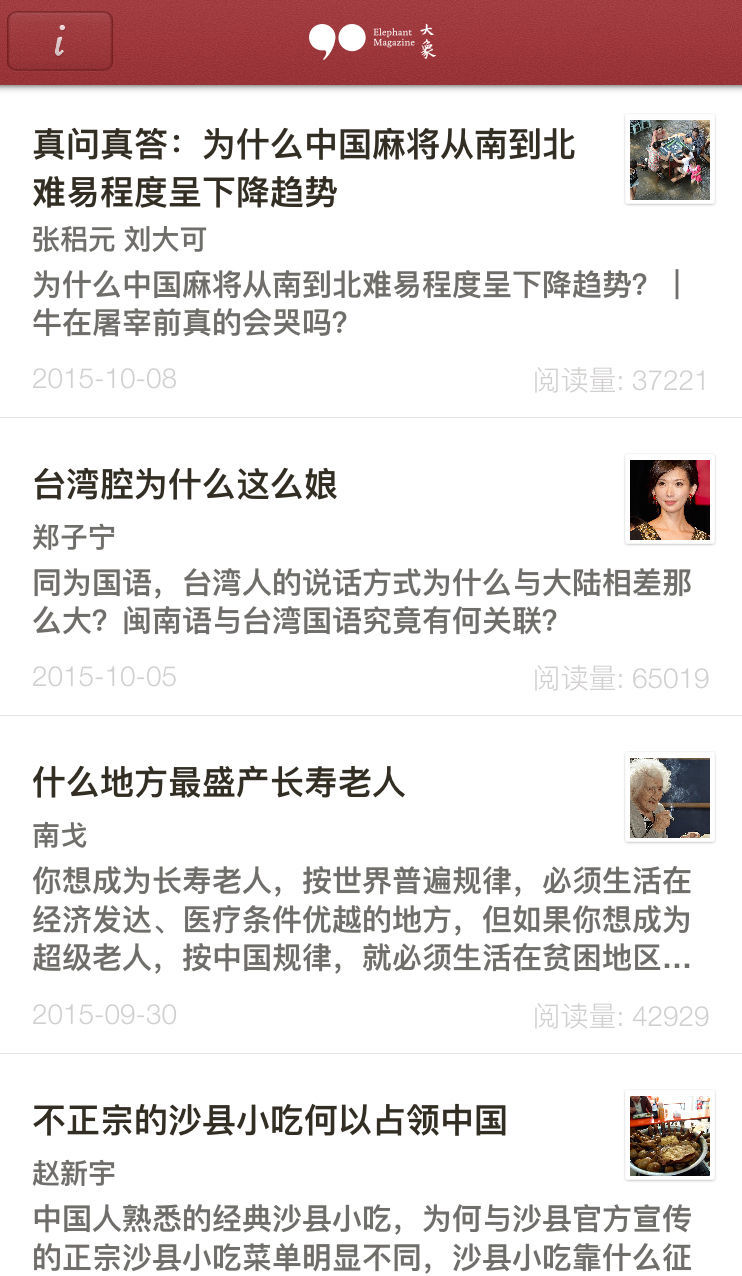 i
Elephant
Magazine
大象
真问真答：为什么中国麻将从南到北
难易程度呈下降趋势
张稆元 刘大可
为什么中国麻将从南到北难易程度呈下降趋势？｜
牛在屠宰前真的会哭吗？
2015-10-08 阅读量: 37221
台湾腔为什么这么娘
郑子宁
同为国语，台湾人的说话方式为什么与大陆相差那
么大？闽南语与台湾国语究竟有何关联？
2015-10-05 阅读量: 65019
什么地方最盛产长寿老人
南戈
你想成为长寿老人，按世界普遍规律，必须生活在
经济发达、医疗条件优越的地方，但如果你想成为
超级老人，按中国规律，就必须生活在贫困地区...
2015-09-30 阅读量: 42929
不正宗的沙县小吃何以占领中国
赵新宇
中国人熟悉的经典沙县小吃，为何与沙县官方宣传
的正宗沙县小吃菜单明显不同，沙县小吃靠什么征